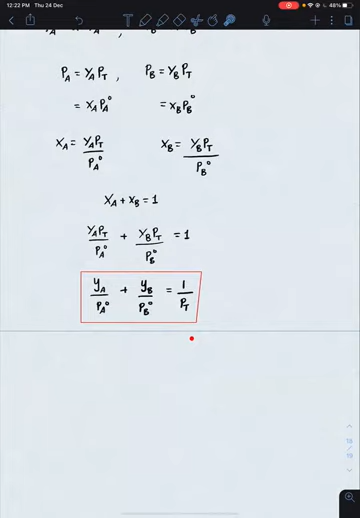 12:22 PM Thu 24 Dec
P_A = Y_A P_T , P_B = Y_B P_T
= X_A P_A° = X_B P_B°
X_A = Y_A P_T / P_A° X_B = Y_B P_T / P_B°
X_A + X_B = 1
Y_A P_T / P_A° + Y_B P_T / P_B° = 1
y_A / P_A° + y_B / P_B° = 1 / P_T